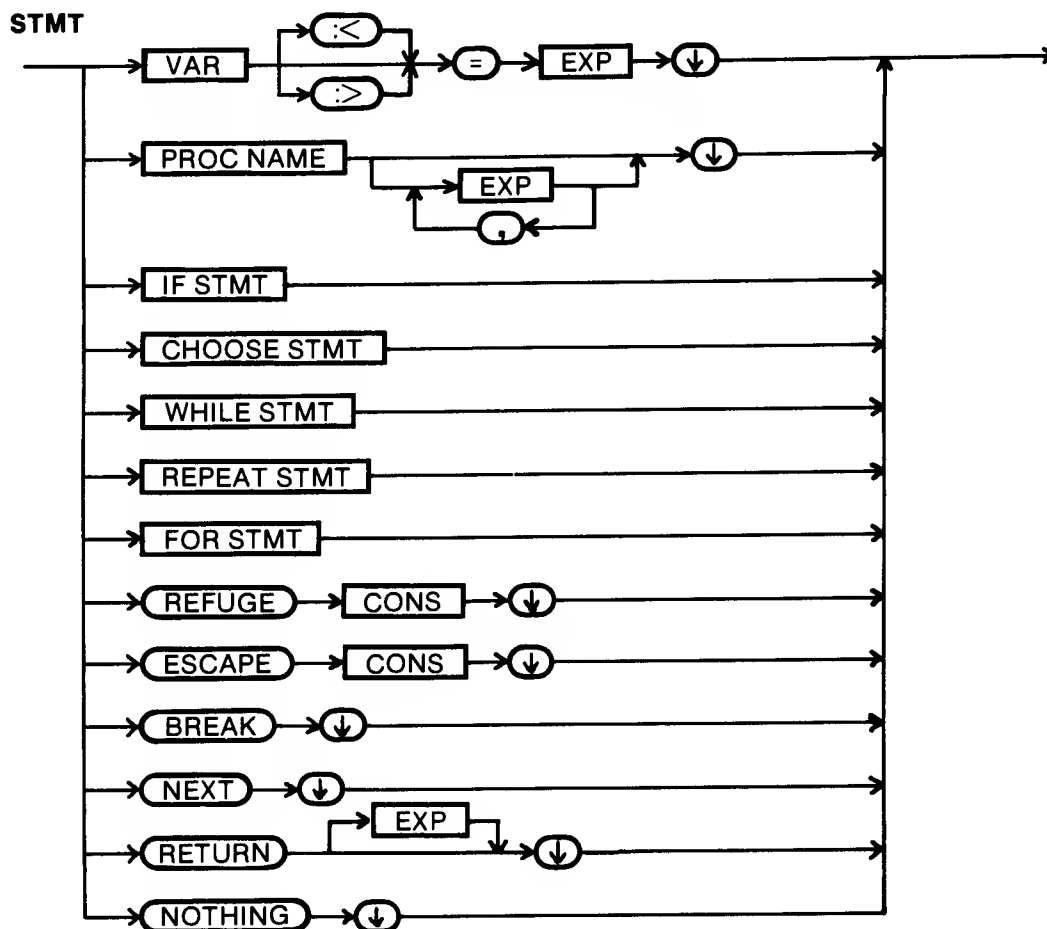 STMT
:<
VAR = EXP ↓
:>
PROC NAME ↓
EXP
,
IF STMT
CHOOSE STMT
WHILE STMT
REPEAT STMT
FOR STMT
REFUGE CONS ↓
ESCAPE CONS ↓
BREAK ↓
NEXT ↓
EXP
RETURN ↓
NOTHING ↓